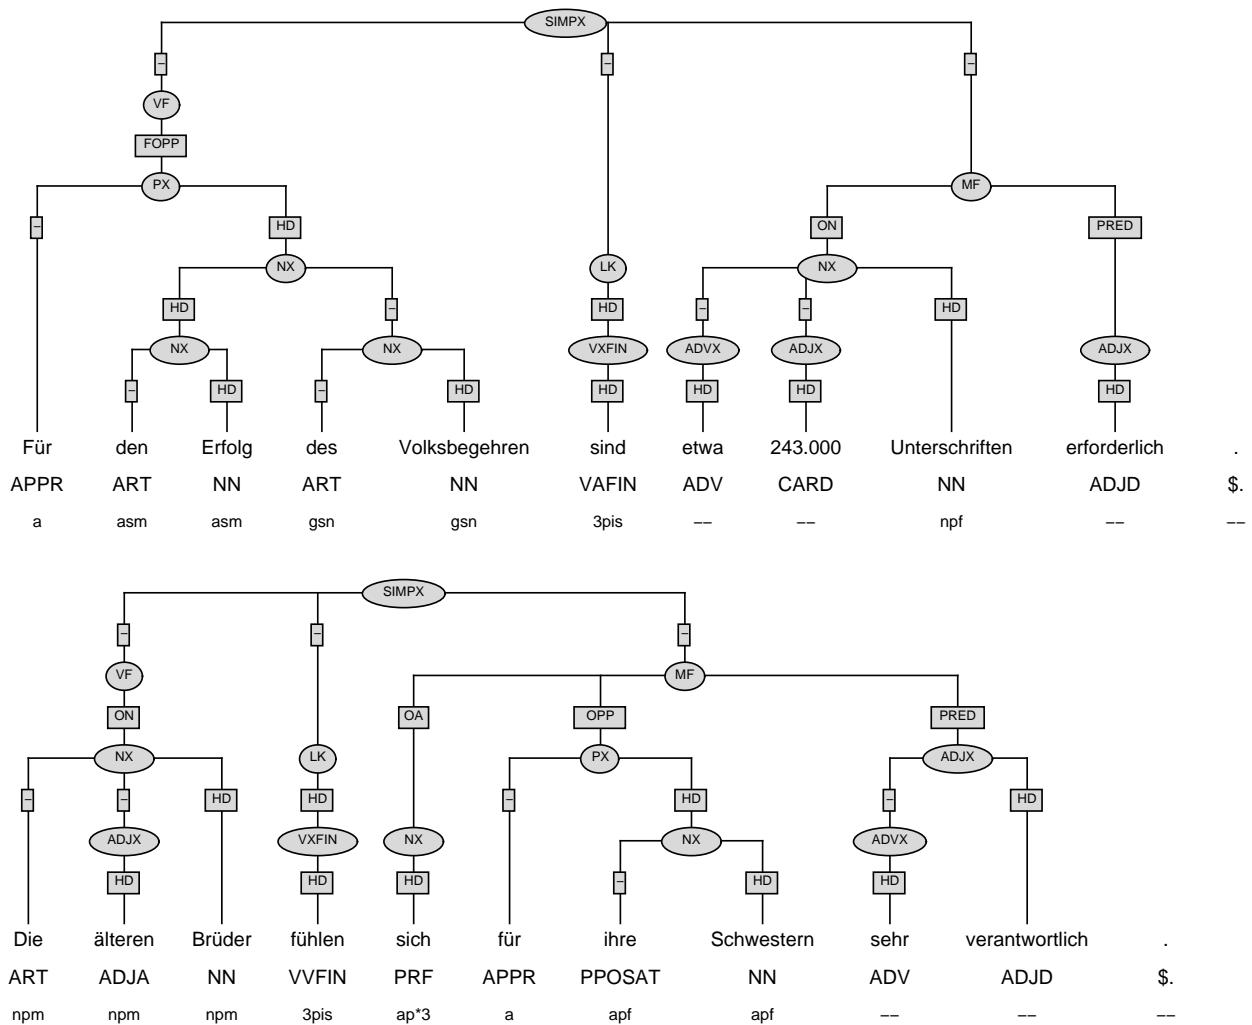 SIMPX
– – –
VF
FOPP
PX MF
– HD ON PRED
NX LK NX
HD – HD – – HD
NX NX VXFIN ADVX ADJX ADJX
– HD – HD HD HD HD HD
Für den Erfolg des Volksbegehren sind etwa 243.000 Unterschriften erforderlich .
APPR ART NN ART NN VAFIN ADV CARD NN ADJD $.
a asm asm gsn gsn 3pis –– –– npf –– ––
SIMPX
– – –
VF MF
ON OA OPP PRED
NX LK PX ADJX
– – HD HD – HD – HD
ADJX VXFIN NX NX ADVX
HD HD HD – HD HD
Die älteren Brüder fühlen sich für ihre Schwestern sehr verantwortlich .
ART ADJA NN VVFIN PRF APPR PPOSAT NN ADV ADJD $.
npm npm npm 3pis ap*3 a apf apf –– –– ––